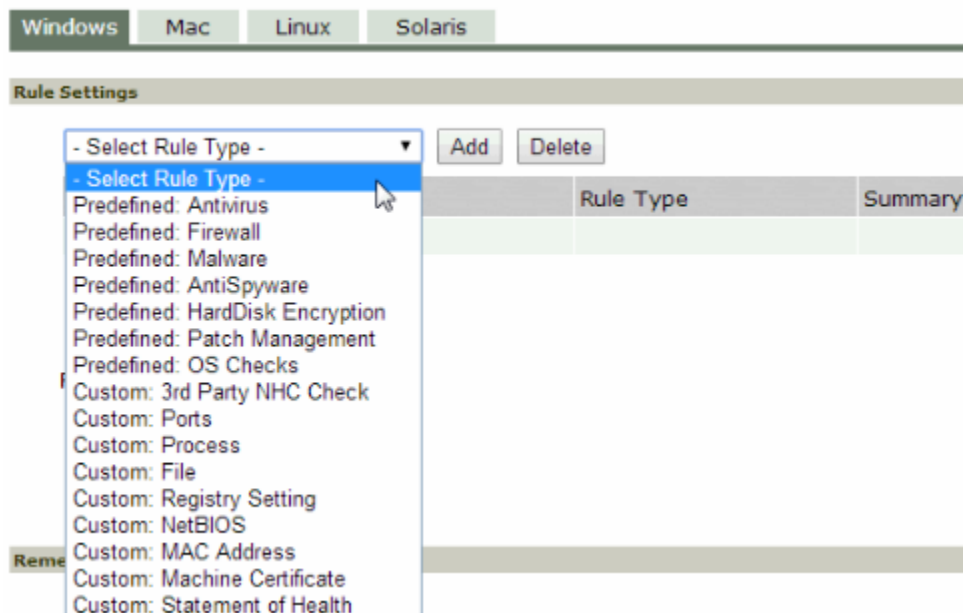 Windows Mac Linux Solaris
Rule Settings
- Select Rule Type - Add Delete
- Select Rule Type -
Rule Type Summary
Predefined: Antivirus
Predefined: Firewall
Predefined: Malware
Predefined: AntiSpyware
Predefined: HardDisk Encryption
Predefined: Patch Management
Predefined: OS Checks
Custom: 3rd Party NHC Check
Custom: Ports
Custom: Process
Custom: File
Custom: Registry Setting
Custom: NetBIOS
Custom: MAC Address
Reme
Custom: Machine Certificate
Custom: Statement of Health